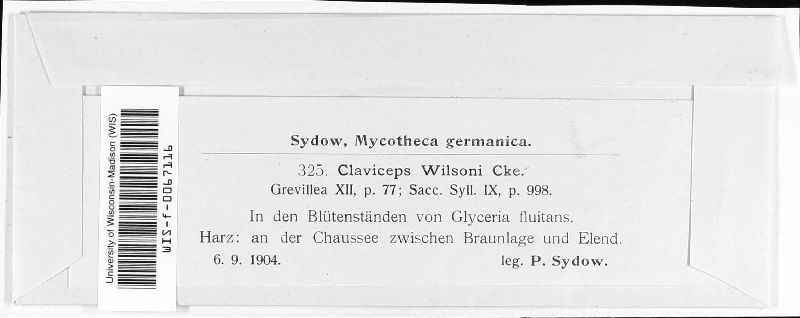 University of Wisconsin-Madison (WIS)
WIS-f-0067116
Sydow, Mycotheca germanica.
325. Claviceps Wilsoni Cke.
Grevillea XII, p. 77; Sacc. Syll. IX, p. 998.
In den Blütenständen von Glyceria fluitans.
Harz: an der Chaussee zwischen Braunlage und Elend.
6. 9. 1904. leg. P. Sydow.